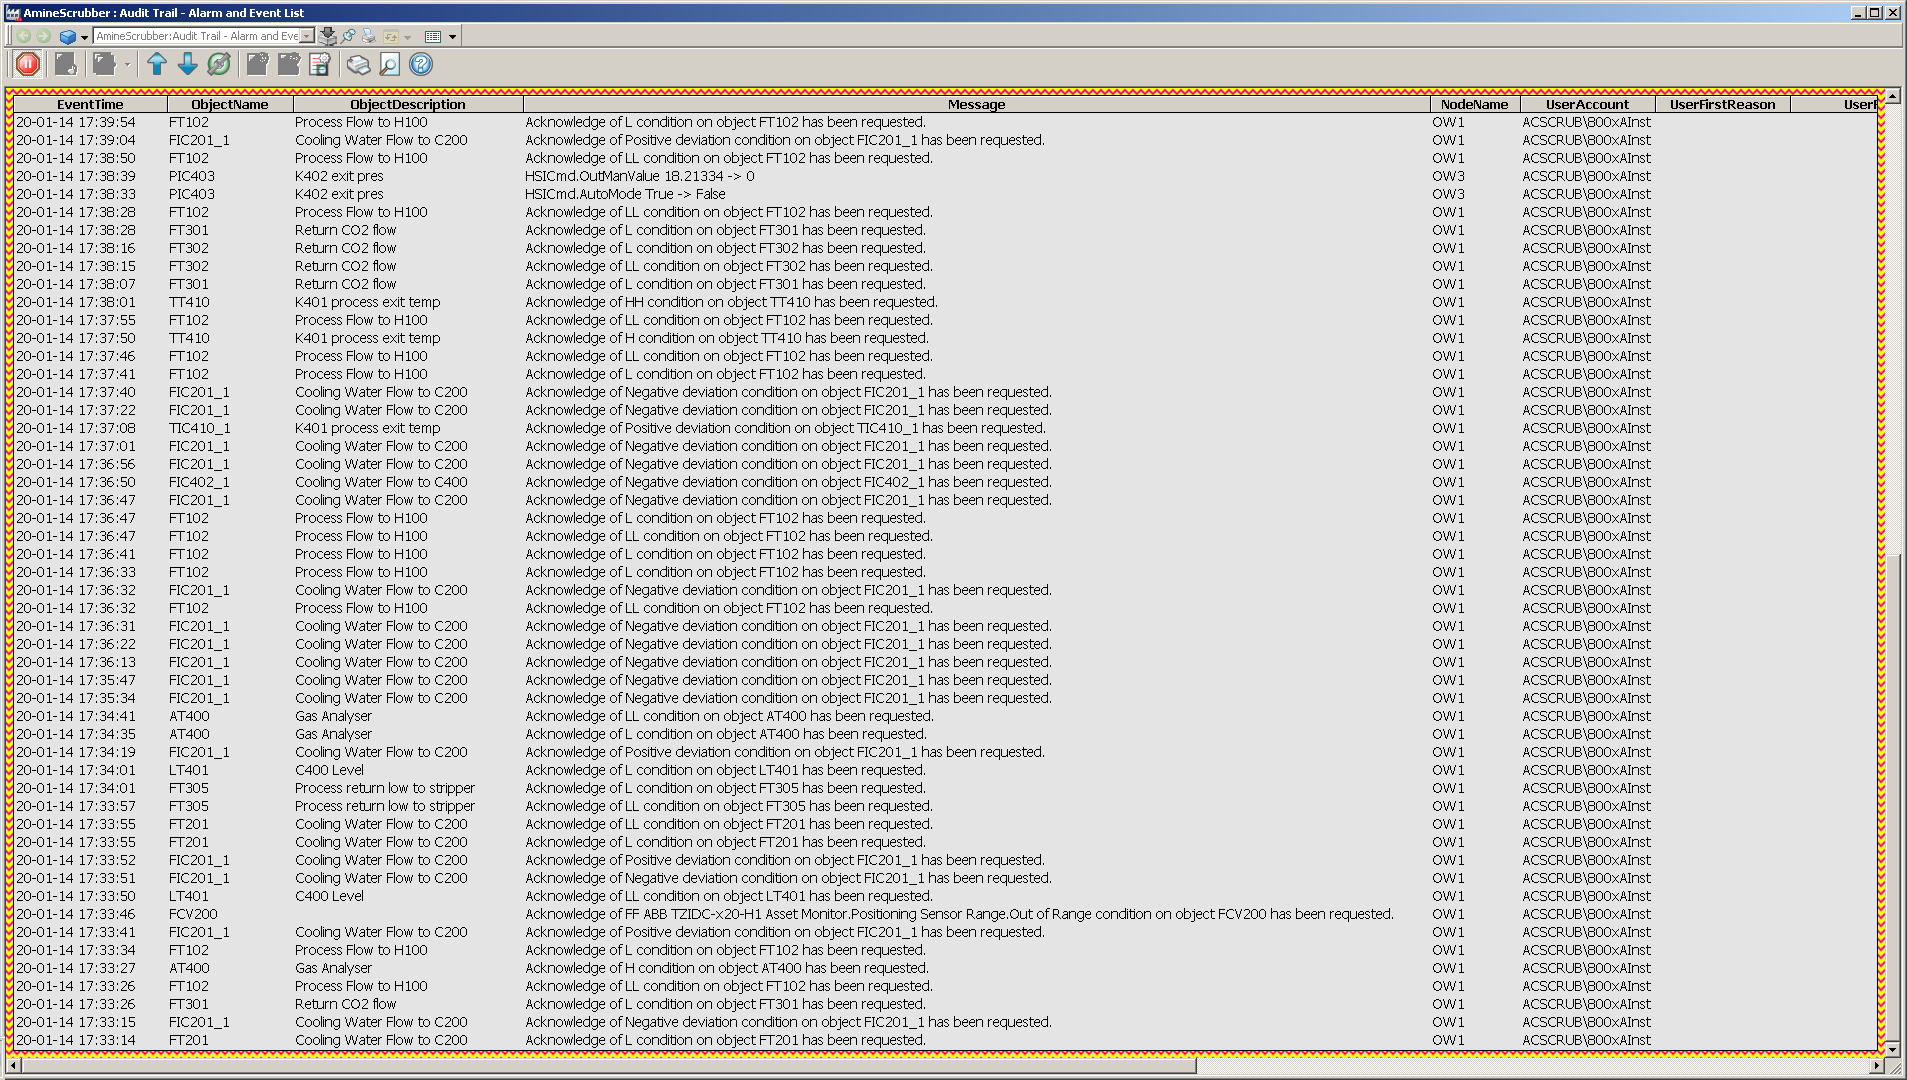 AmineScrubber : Audit Trail - Alarm and Event List
AmineScrubber:Audit Trail - Alarm and Eve
EventTime ObjectName ObjectDescription Message NodeName UserAccount UserFirstReason
20-01-14 17:39:54 FT102 Process Flow to H100 Acknowledge of L condition on object FT102 has been requested. OW1 ACSCRUB\800xAInst
20-01-14 17:39:04 FIC201_1 Cooling Water Flow to C200 Acknowledge of Positive deviation condition on object FIC201_1 has been requested. OW1 ACSCRUB\800xAInst
20-01-14 17:38:50 FT102 Process Flow to H100 Acknowledge of LL condition on object FT102 has been requested. OW1 ACSCRUB\800xAInst
20-01-14 17:38:39 PIC403 K402 exit pres HSICmd.OutManValue 18.21334 -> 0 OW3 ACSCRUB\800xAInst
20-01-14 17:38:33 PIC403 K402 exit pres HSICmd.AutoMode True -> False OW3 ACSCRUB\800xAInst
20-01-14 17:38:28 FT102 Process Flow to H100 Acknowledge of LL condition on object FT102 has been requested. OW1 ACSCRUB\800xAInst
20-01-14 17:38:28 FT301 Return CO2 flow Acknowledge of L condition on object FT301 has been requested. OW1 ACSCRUB\800xAInst
20-01-14 17:38:16 FT302 Return CO2 flow Acknowledge of L condition on object FT302 has been requested. OW1 ACSCRUB\800xAInst
20-01-14 17:38:15 FT302 Return CO2 flow Acknowledge of LL condition on object FT302 has been requested. OW1 ACSCRUB\800xAInst
20-01-14 17:38:07 FT301 Return CO2 flow Acknowledge of L condition on object FT301 has been requested. OW1 ACSCRUB\800xAInst
20-01-14 17:38:01 TT410 K401 process exit temp Acknowledge of HH condition on object TT410 has been requested. OW1 ACSCRUB\800xAInst
20-01-14 17:37:55 FT102 Process Flow to H100 Acknowledge of LL condition on object FT102 has been requested. OW1 ACSCRUB\800xAInst
20-01-14 17:37:50 TT410 K401 process exit temp Acknowledge of H condition on object TT410 has been requested. OW1 ACSCRUB\800xAInst
20-01-14 17:37:46 FT102 Process Flow to H100 Acknowledge of LL condition on object FT102 has been requested. OW1 ACSCRUB\800xAInst
20-01-14 17:37:41 FT102 Process Flow to H100 Acknowledge of L condition on object FT102 has been requested. OW1 ACSCRUB\800xAInst
20-01-14 17:37:40 FIC201_1 Cooling Water Flow to C200 Acknowledge of Negative deviation condition on object FIC201_1 has been requested. OW1 ACSCRUB\800xAInst
20-01-14 17:37:22 FIC201_1 Cooling Water Flow to C200 Acknowledge of Negative deviation condition on object FIC201_1 has been requested. OW1 ACSCRUB\800xAInst
20-01-14 17:37:08 TIC410_1 K401 process exit temp Acknowledge of Positive deviation condition on object TIC410_1 has been requested. OW1 ACSCRUB\800xAInst
20-01-14 17:37:01 FIC201_1 Cooling Water Flow to C200 Acknowledge of Negative deviation condition on object FIC201_1 has been requested. OW1 ACSCRUB\800xAInst
20-01-14 17:36:56 FIC201_1 Cooling Water Flow to C200 Acknowledge of Negative deviation condition on object FIC201_1 has been requested. OW1 ACSCRUB\800xAInst
20-01-14 17:36:50 FIC402_1 Cooling Water Flow to C400 Acknowledge of Negative deviation condition on object FIC402_1 has been requested. OW1 ACSCRUB\800xAInst
20-01-14 17:36:47 FIC201_1 Cooling Water Flow to C200 Acknowledge of Negative deviation condition on object FIC201_1 has been requested. OW1 ACSCRUB\800xAInst
20-01-14 17:36:47 FT102 Process Flow to H100 Acknowledge of L condition on object FT102 has been requested. OW1 ACSCRUB\800xAInst
20-01-14 17:36:47 FT102 Process Flow to H100 Acknowledge of LL condition on object FT102 has been requested. OW1 ACSCRUB\800xAInst
20-01-14 17:36:41 FT102 Process Flow to H100 Acknowledge of L condition on object FT102 has been requested. OW1 ACSCRUB\800xAInst
20-01-14 17:36:33 FT102 Process Flow to H100 Acknowledge of L condition on object FT102 has been requested. OW1 ACSCRUB\800xAInst
20-01-14 17:36:32 FIC201_1 Cooling Water Flow to C200 Acknowledge of Negative deviation condition on object FIC201_1 has been requested. OW1 ACSCRUB\800xAInst
20-01-14 17:36:32 FT102 Process Flow to H100 Acknowledge of LL condition on object FT102 has been requested. OW1 ACSCRUB\800xAInst
20-01-14 17:36:31 FIC201_1 Cooling Water Flow to C200 Acknowledge of Negative deviation condition on object FIC201_1 has been requested. OW1 ACSCRUB\800xAInst
20-01-14 17:36:22 FIC201_1 Cooling Water Flow to C200 Acknowledge of Negative deviation condition on object FIC201_1 has been requested. OW1 ACSCRUB\800xAInst
20-01-14 17:36:13 FIC201_1 Cooling Water Flow to C200 Acknowledge of Negative deviation condition on object FIC201_1 has been requested. OW1 ACSCRUB\800xAInst
20-01-14 17:35:47 FIC201_1 Cooling Water Flow to C200 Acknowledge of Negative deviation condition on object FIC201_1 has been requested. OW1 ACSCRUB\800xAInst
20-01-14 17:35:34 FIC201_1 Cooling Water Flow to C200 Acknowledge of Negative deviation condition on object FIC201_1 has been requested. OW1 ACSCRUB\800xAInst
20-01-14 17:34:41 AT400 Gas Analyser Acknowledge of LL condition on object AT400 has been requested. OW1 ACSCRUB\800xAInst
20-01-14 17:34:35 AT400 Gas Analyser Acknowledge of L condition on object AT400 has been requested. OW1 ACSCRUB\800xAInst
20-01-14 17:34:19 FIC201_1 Cooling Water Flow to C200 Acknowledge of Positive deviation condition on object FIC201_1 has been requested. OW1 ACSCRUB\800xAInst
20-01-14 17:34:01 LT401 C400 Level Acknowledge of L condition on object LT401 has been requested. OW1 ACSCRUB\800xAInst
20-01-14 17:34:01 FT305 Process return low to stripper Acknowledge of L condition on object FT305 has been requested. OW1 ACSCRUB\800xAInst
20-01-14 17:33:57 FT305 Process return low to stripper Acknowledge of LL condition on object FT305 has been requested. OW1 ACSCRUB\800xAInst
20-01-14 17:33:55 FT201 Cooling Water Flow to C200 Acknowledge of LL condition on object FT201 has been requested. OW1 ACSCRUB\800xAInst
20-01-14 17:33:55 FT201 Cooling Water Flow to C200 Acknowledge of L condition on object FT201 has been requested. OW1 ACSCRUB\800xAInst
20-01-14 17:33:52 FIC201_1 Cooling Water Flow to C200 Acknowledge of Positive deviation condition on object FIC201_1 has been requested. OW1 ACSCRUB\800xAInst
20-01-14 17:33:51 FIC201_1 Cooling Water Flow to C200 Acknowledge of Negative deviation condition on object FIC201_1 has been requested. OW1 ACSCRUB\800xAInst
20-01-14 17:33:50 LT401 C400 Level Acknowledge of LL condition on object LT401 has been requested. OW1 ACSCRUB\800xAInst
20-01-14 17:33:46 FCV200 Acknowledge of FF ABB TZIDC-x20-H1 Asset Monitor.Positioning Sensor Range.Out of Range condition on object FCV200 has been requested. OW1 ACSCRUB\800xAInst
20-01-14 17:33:41 FIC201_1 Cooling Water Flow to C200 Acknowledge of Positive deviation condition on object FIC201_1 has been requested. OW1 ACSCRUB\800xAInst
20-01-14 17:33:34 FT102 Process Flow to H100 Acknowledge of L condition on object FT102 has been requested. OW1 ACSCRUB\800xAInst
20-01-14 17:33:27 AT400 Gas Analyser Acknowledge of H condition on object AT400 has been requested. OW1 ACSCRUB\800xAInst
20-01-14 17:33:26 FT102 Process Flow to H100 Acknowledge of LL condition on object FT102 has been requested. OW1 ACSCRUB\800xAInst
20-01-14 17:33:26 FT301 Return CO2 flow Acknowledge of L condition on object FT301 has been requested. OW1 ACSCRUB\800xAInst
20-01-14 17:33:15 FIC201_1 Cooling Water Flow to C200 Acknowledge of Negative deviation condition on object FIC201_1 has been requested. OW1 ACSCRUB\800xAInst
20-01-14 17:33:14 FT201 Cooling Water Flow to C200 Acknowledge of L condition on object FT201 has been requested. OW1 ACSCRUB\800xAInst